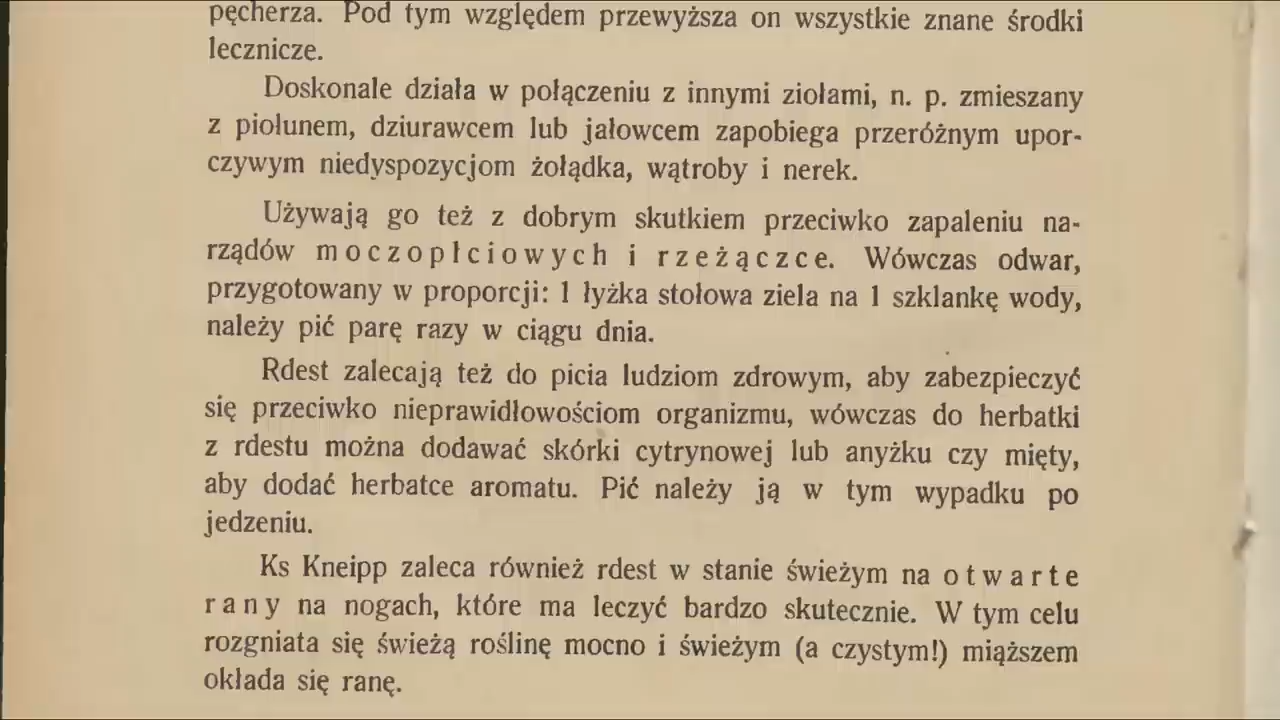 pęcherza. Pod tym względem przewyższa on wszystkie znane środki
lecznicze.
Doskonale działa w połączeniu z innymi ziołami, n. p. zmieszany
z piołunem, dziurawcem lub jałowcem zapobiega przeróżnym upor-
czywym niedyspozycjom żołądka, wątroby i nerek.
Używają go też z dobrym skutkiem przeciwko zapaleniu na-
rządów moczopłciowych i rzeżączce. Wówczas odwar,
przygotowany w proporcji: 1 łyżka stołowa ziela na 1 szklankę wody,
należy pić parę razy w ciągu dnia.
Rdest zalecają też do picia ludziom zdrowym, aby zabezpieczyć
się przeciwko nieprawidłowościom organizmu, wówczas do herbatki
z rdestu można dodawać skórki cytrynowej lub anyżku czy mięty,
aby dodać herbatce aromatu. Pić należy ją w tym wypadku po
jedzeniu.
Ks Kneipp zaleca również rdest w stanie świeżym na otwarte
rany na nogach, które ma leczyć bardzo skutecznie. W tym celu
rozgniata się świeżą roślinę mocno i świeżym (a czystym!) miąższem
okłada się ranę.